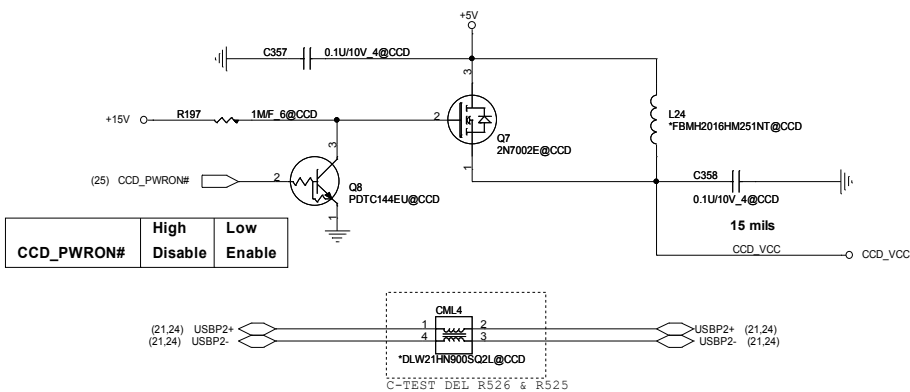 +5V
C357
0.1U/10V_4@CCD
3
+15V
R197
1M/F_6@CCD
2
Q7
2N7002E@CCD
L24
*FBMH2016HM251NT@CCD
3
1
(25) CCD_PWRON#
2
Q8
PDTC144EU@CCD
1
C358
0.1U/10V_4@CCD
15 mils
CCD_VCC
CCD_VCC
High Low
CCD_PWRON# Disable Enable
CML4
(21,24) USBP2+
1
2
USBP2+ (21,24)
(21,24) USBP2-
4
3
USBP2- (21,24)
*DLW21HN900SQ2L@CCD
C-TEST DEL R526 & R525